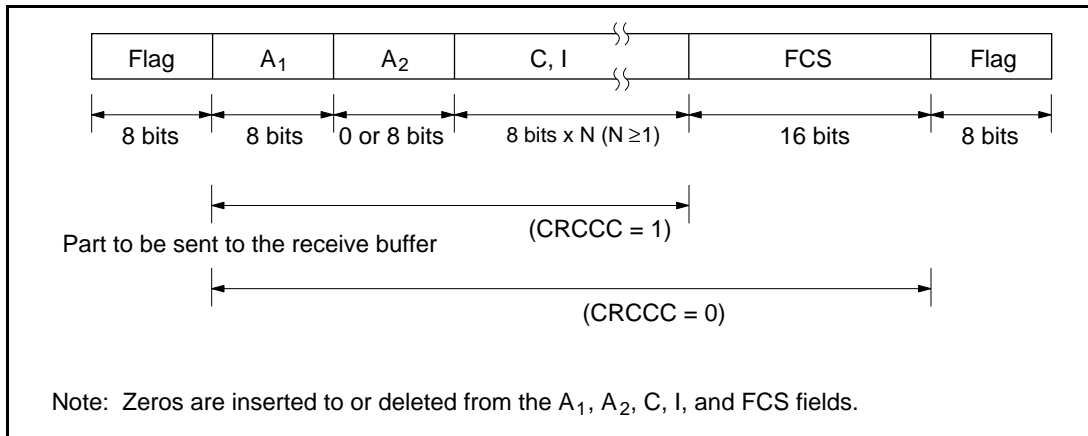 Flag A1 A2 C, I FCS Flag
8 bits 8 bits 0 or 8 bits 8 bits x N (N ≥1) 16 bits 8 bits
(CRCCC = 1)
Part to be sent to the receive buffer
(CRCCC = 0)
Note: Zeros are inserted to or deleted from the A1, A2, C, I, and FCS fields.